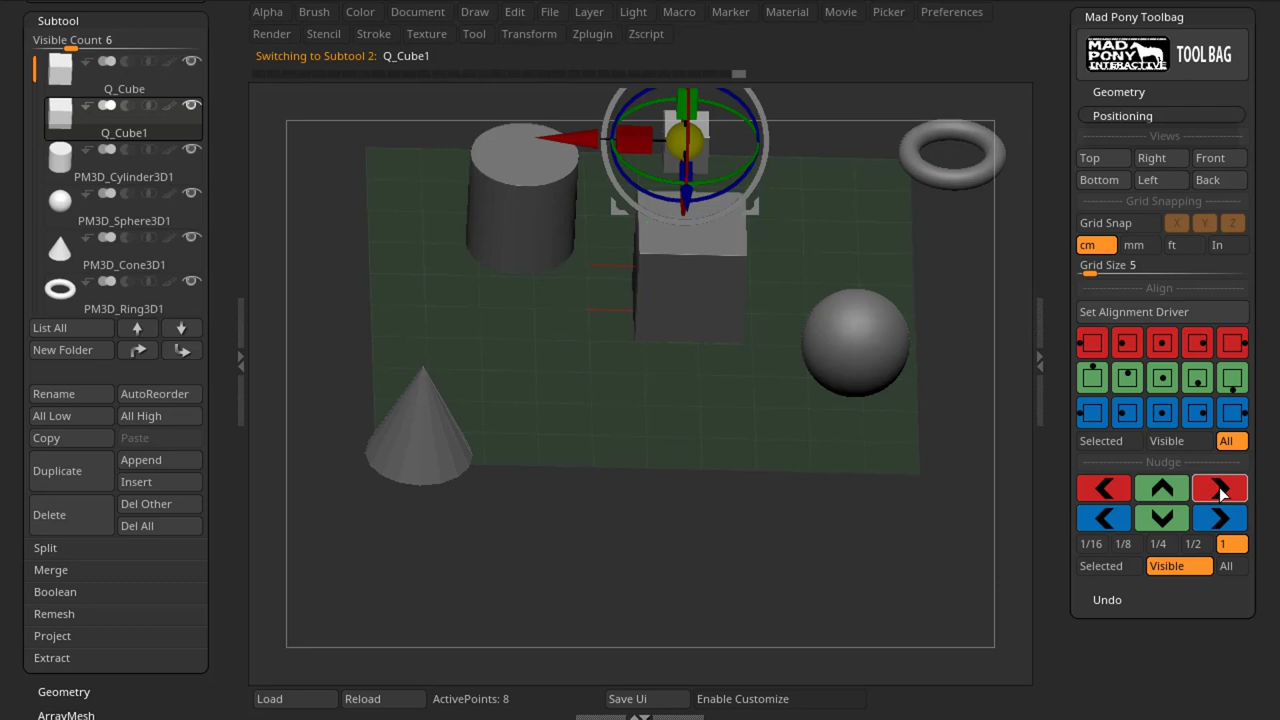 Subtool
Visible Count 6
Q_Cube
Q_Cube1
PM3D_Cylinder3D1
PM3D_Sphere3D1
PM3D_Cone3D1
PM3D_Ring3D1
List All
New Folder
Rename AutoReorder
All Low All High
Copy Paste
Duplicate Append
Insert
Delete Del Other
Del All
Split
Merge
Boolean
Remesh
Project
Extract
Geometry
ArrayMesh
Alpha Brush Color Document Draw Edit File Layer Light Macro Marker Material Movie Picker Preferences
Render Stencil Stroke Texture Tool Transform Zplugin Zscript
Switching to Subtool 2: Q_Cube1
Load Reload ActivePoints: 8 Save Ui Enable Customize
Mad Pony Toolbag
MAD PONY INTERACTIVE TOOL BAG
Geometry
Positioning
Views
Top Right Front
Bottom Left Back
Grid Snapping
Grid Snap X Y Z
cm mm ft In
Grid Size 5
Align
Set Alignment Driver
Selected Visible All
Nudge
1/16 1/8 1/4 1/2 1
Selected Visible All
Undo